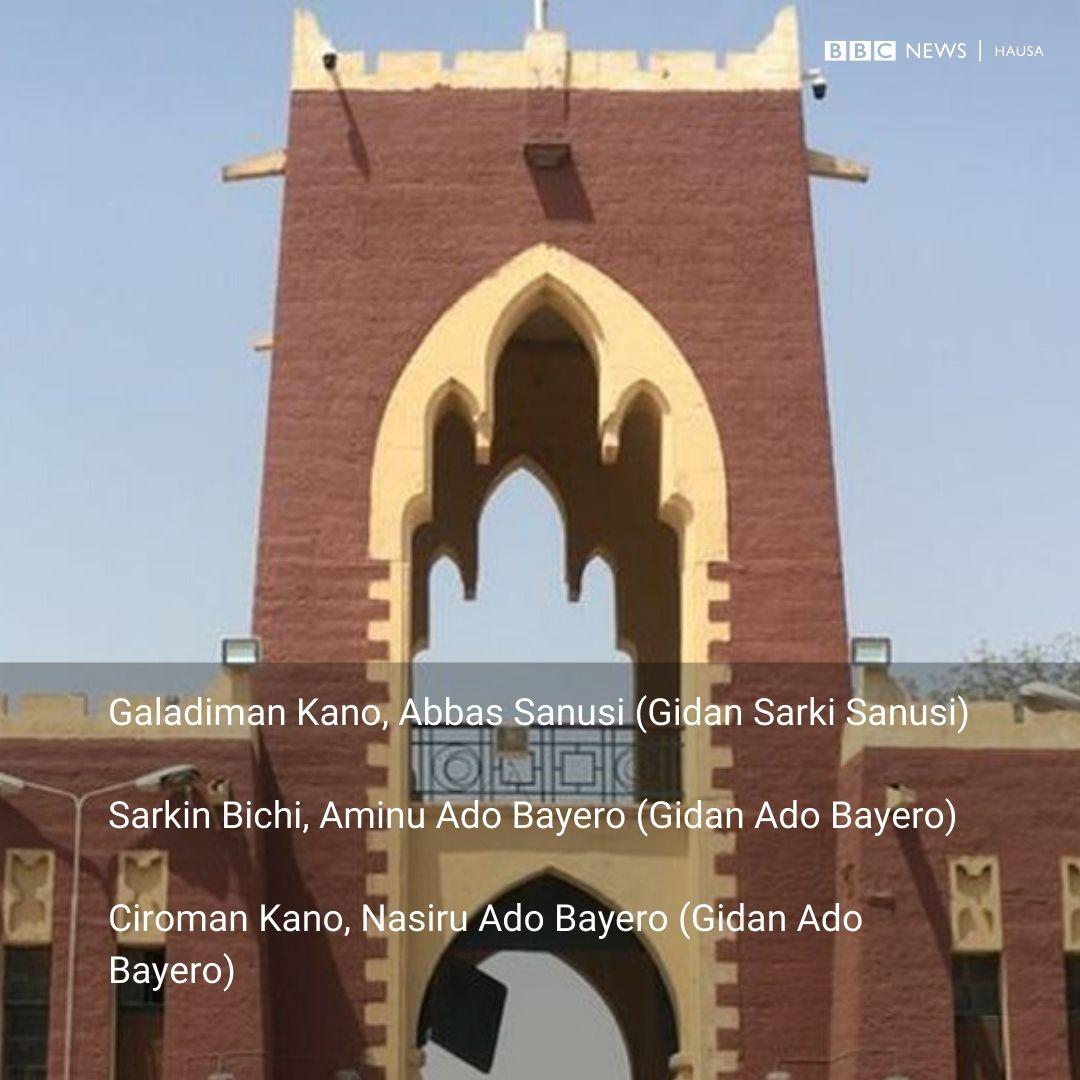 BBC NEWS | HAUSA
Galadiman Kano, Abbas Sanusi (Gidan Sarki Sanusi)
Sarkin Bichi, Aminu Ado Bayero (Gidan Ado Bayero)
Ciroman Kano, Nasiru Ado Bayero (Gidan Ado
Bayero)